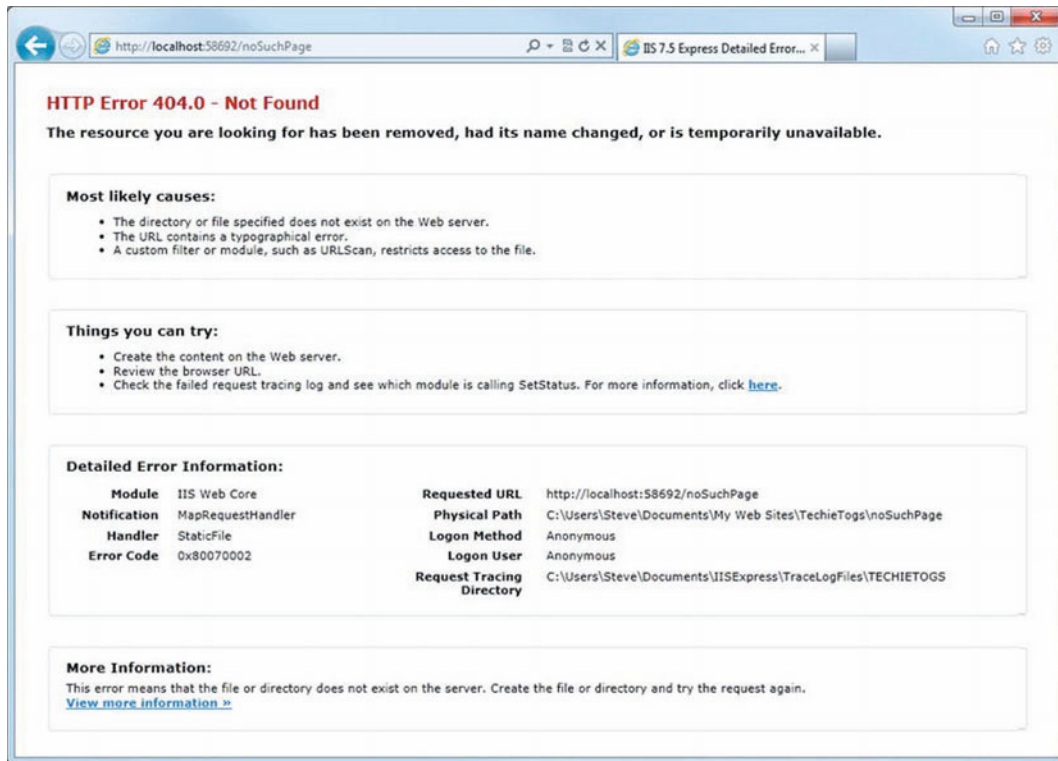 http://localhost:58692/noSuchPage
IIS 7.5 Express Detailed Error...
HTTP Error 404.0 - Not Found
The resource you are looking for has been removed, had its name changed, or is temporarily unavailable.
Most likely causes:
• The directory or file specified does not exist on the Web server.
• The URL contains a typographical error.
• A custom filter or module, such as URLScan, restricts access to the file.
Things you can try:
• Create the content on the Web server.
• Review the browser URL.
• Check the failed request tracing log and see which module is calling SetStatus. For more information, click here.
Detailed Error Information:
Module IIS Web Core
Notification MapRequestHandler
Handler StaticFile
Error Code 0x80070002
Requested URL http://localhost:58692/noSuchPage
Physical Path C:\Users\Steve\Documents\My Web Sites\TechieTogs\noSuchPage
Logon Method Anonymous
Logon User Anonymous
Request Tracing C:\Users\Steve\Documents\IISExpress\TraceLogFiles\TECHIETOGS
Directory
More Information:
This error means that the file or directory does not exist on the server. Create the file or directory and try the request again.
View more information »